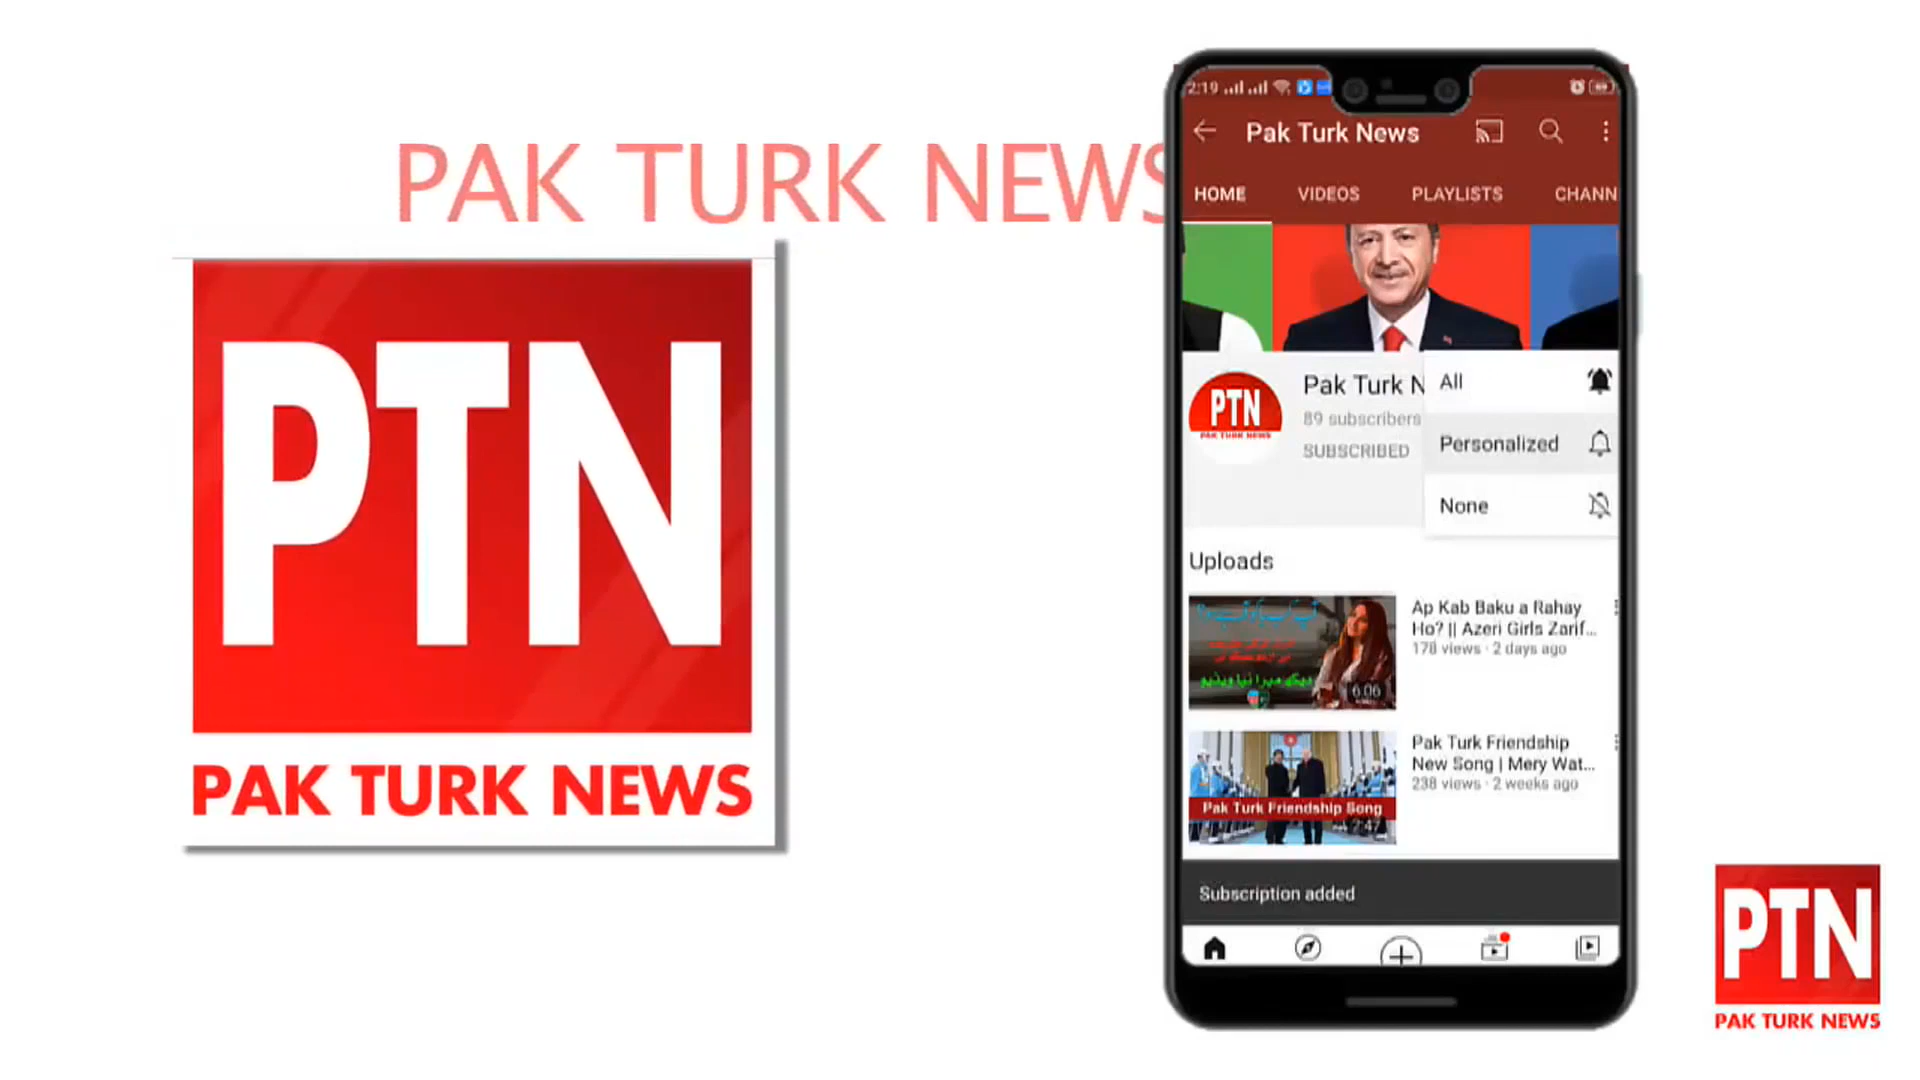 PAK TURK NEWS
PTN
PAK TURK NEWS
2:19
Pak Turk News
HOME VIDEOS PLAYLISTS CHANN
PTN
PAK TURK NEWS
Pak Turk N
89 subscribers
SUBSCRIBED
All
Personalized
None
Uploads
6:06
Ap Kab Baku a Rahay
Ho? || Azeri Girls Zarif...
178 views · 2 days ago
Pak Turk Friendship Song
2:47
Pak Turk Friendship
New Song | Mery Wat...
238 views · 2 weeks ago
Subscription added
PTN
PAK TURK NEWS